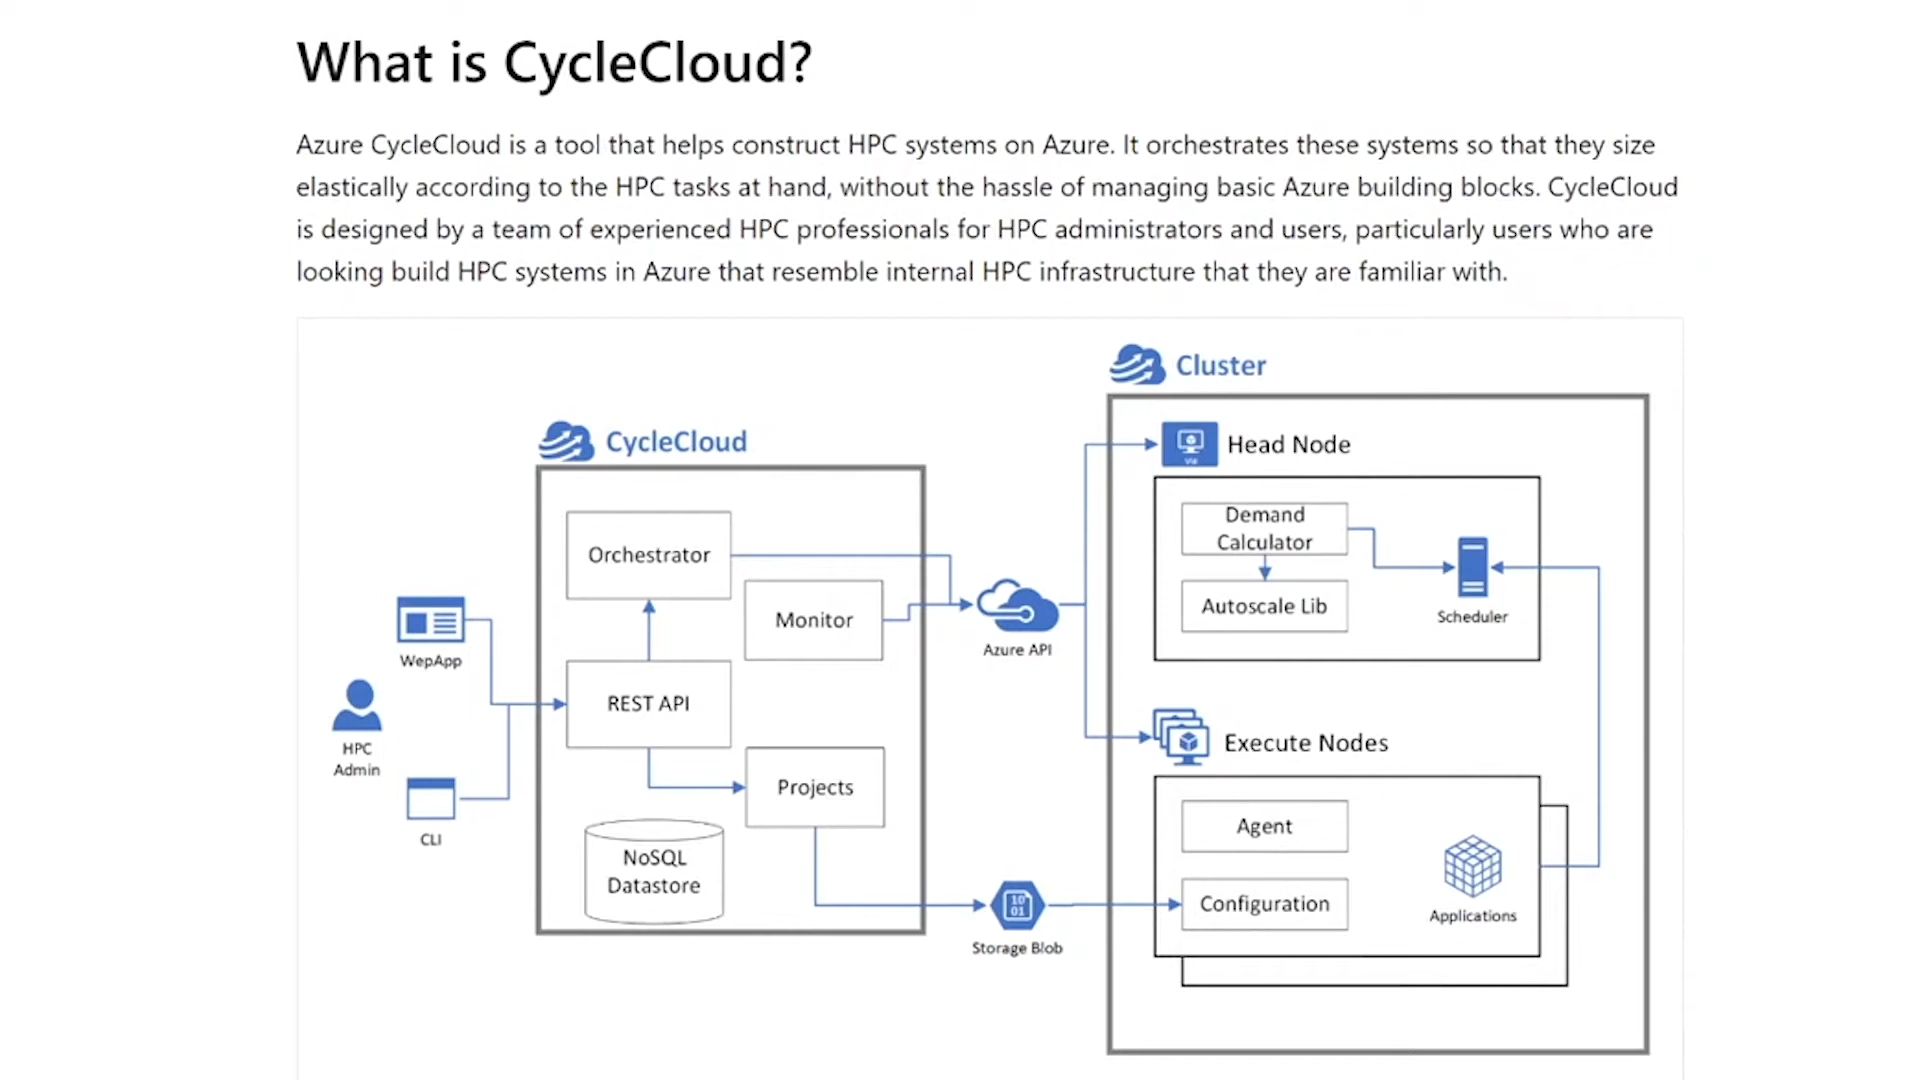 What is CycleCloud?
Azure CycleCloud is a tool that helps construct HPC systems on Azure. It orchestrates these systems so that they size
elastically according to the HPC tasks at hand, without the hassle of managing basic Azure building blocks. CycleCloud
is designed by a team of experienced HPC professionals for HPC administrators and users, particularly users who are
looking build HPC systems in Azure that resemble internal HPC infrastructure that they are familiar with.
Cluster
CycleCloud
Head Node
Demand
Calculator
Orchestrator
Autoscale Lib
Scheduler
Monitor
Azure API
WepApp
REST API
HPC
Admin
Execute Nodes
Projects
CLI
Agent
NoSQL
Datastore
Configuration
Applications
10
01
Storage Blob
VM